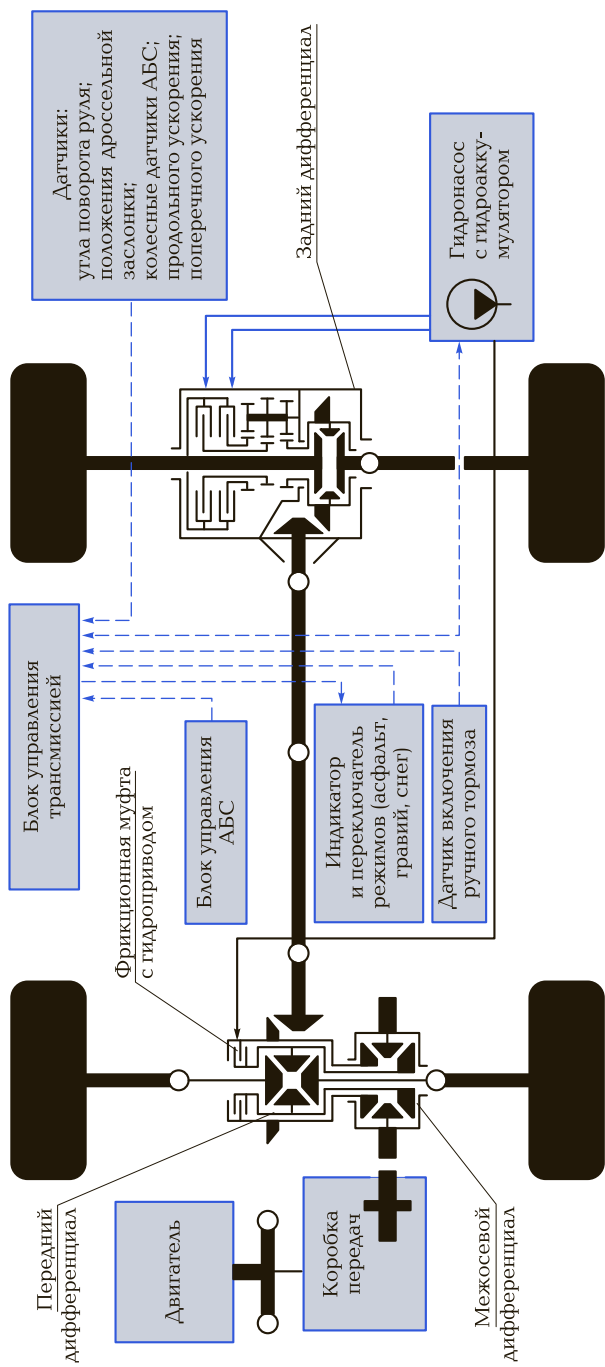 Датчики:
угла поворота руля;
положения дроссельной
заслонки;
колесные датчики АБС;
продольного ускорения;
поперечного ускорения
Задний дифференциал
Гидронасос
с гидроакку-
мулятором
Блок управления
трансмиссией
Блок управления
АБС
Индикатор
и переключатель
режимов (асфальт,
гравий, снег)
Датчик включения
ручного тормоза
Фрикционная муфта
с гидроприводом
Передний
дифференциал
Двигатель
Коробка
передач
Межосевой
дифференциал